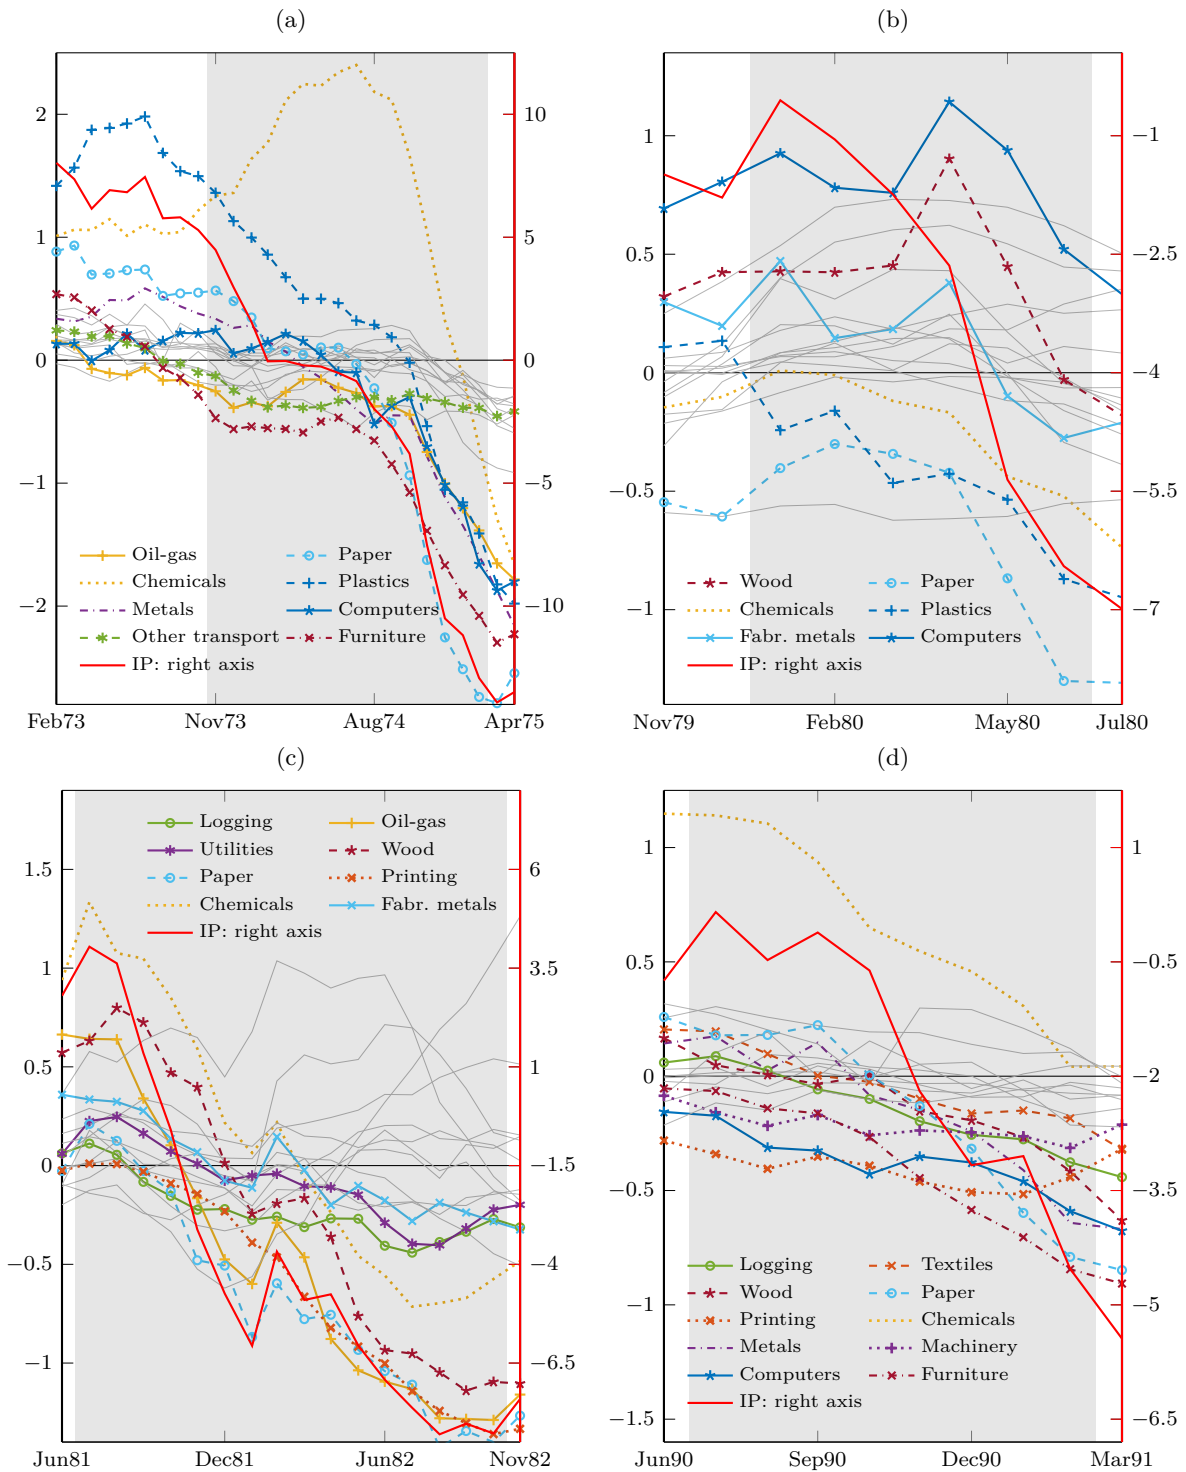 (a)
(b)
2
1
0
−1
−2
10
5
0
−5
−10
Oil-gas
Paper
Chemicals
Plastics
Metals
Computers
Other transport
Furniture
IP: right axis
Feb73
Nov73
Aug74
Apr75
1
0.5
0
−0.5
−1
−1
−2.5
−4
−5.5
−7
Wood
Paper
Chemicals
Plastics
Fabr. metals
Computers
IP: right axis
Nov79
Feb80
May80
Jul80
(c)
(d)
Logging
Oil-gas
Utilities
Wood
Paper
Printing
Chemicals
Fabr. metals
IP: right axis
1.5
1
0.5
0
−0.5
−1
6
3.5
1
−1.5
−4
−6.5
Jun81
Dec81
Jun82
Nov82
1
0.5
0
−0.5
−1
−1.5
1
−0.5
−2
−3.5
−5
−6.5
Logging
Textiles
Wood
Paper
Printing
Chemicals
Metals
Machinery
Computers
Furniture
IP: right axis
Jun90
Sep90
Dec90
Mar91